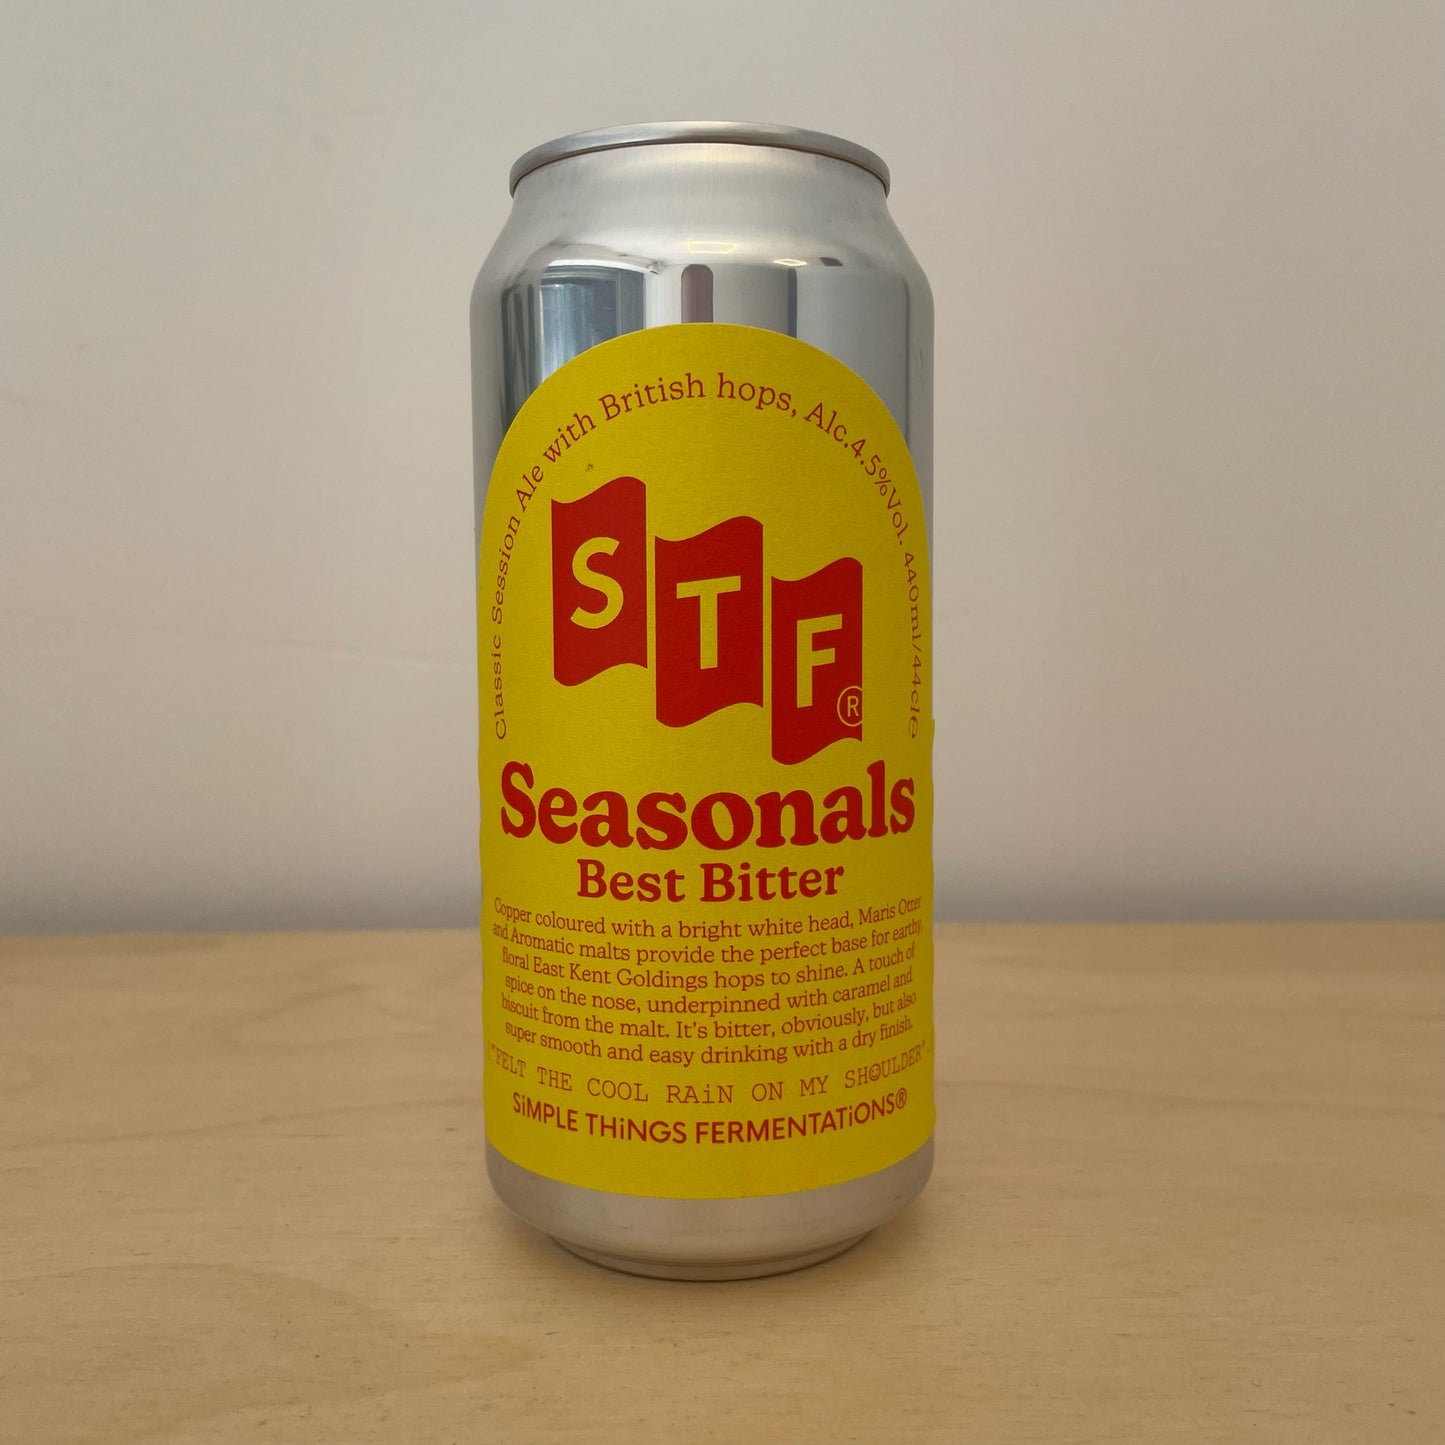 Classic Session Ale with British hops, Alc.4.5%Vol. 440ml/44cl℮
S
T
F
®
Seasonals
Best Bitter
Copper coloured with a bright white head, Maris Otter
and Aromatic malts provide the perfect base for earthy,
floral East Kent Goldings hops to shine. A touch of
spice on the nose, underpinned with caramel and
biscuit from the malt. It's bitter, obviously, but also
super smooth and easy drinking with a dry finish.
"FELT THE COOL RAiN ON MY SHOULDER"
SiMPLE THiNGS FERMENTATiONS®